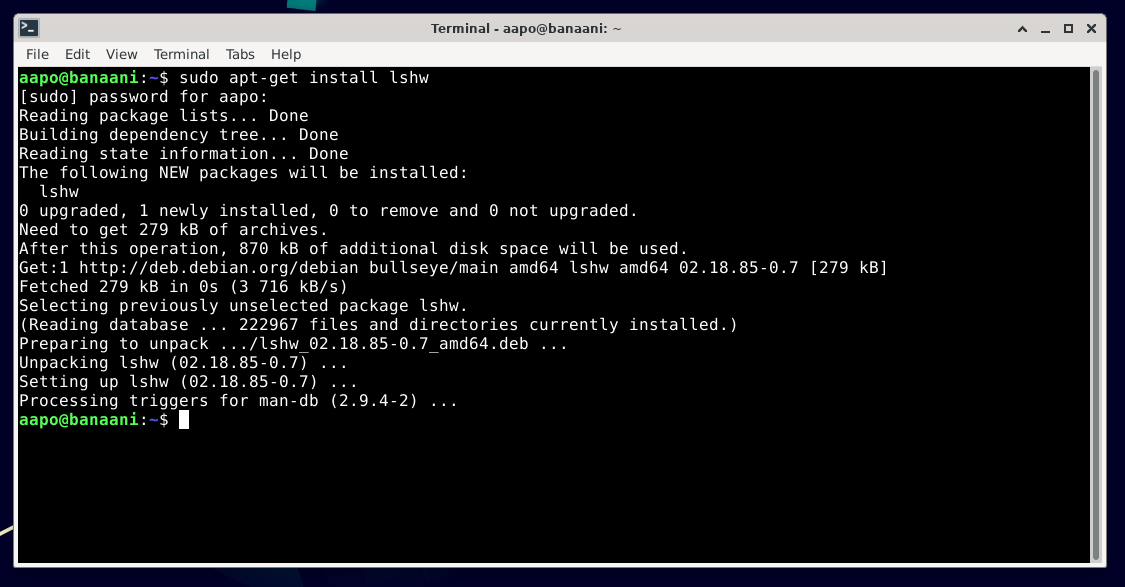 Terminal - aapo@banaani: ~
File Edit View Terminal Tabs Help
aapo@banaani:~$ sudo apt-get install lshw
[sudo] password for aapo:
Reading package lists... Done
Building dependency tree... Done
Reading state information... Done
The following NEW packages will be installed:
  lshw
0 upgraded, 1 newly installed, 0 to remove and 0 not upgraded.
Need to get 279 kB of archives.
After this operation, 870 kB of additional disk space will be used.
Get:1 http://deb.debian.org/debian bullseye/main amd64 lshw amd64 02.18.85-0.7 [279 kB]
Fetched 279 kB in 0s (3 716 kB/s)
Selecting previously unselected package lshw.
(Reading database ... 222967 files and directories currently installed.)
Preparing to unpack .../lshw_02.18.85-0.7_amd64.deb ...
Unpacking lshw (02.18.85-0.7) ...
Setting up lshw (02.18.85-0.7) ...
Processing triggers for man-db (2.9.4-2) ...
aapo@banaani:~$